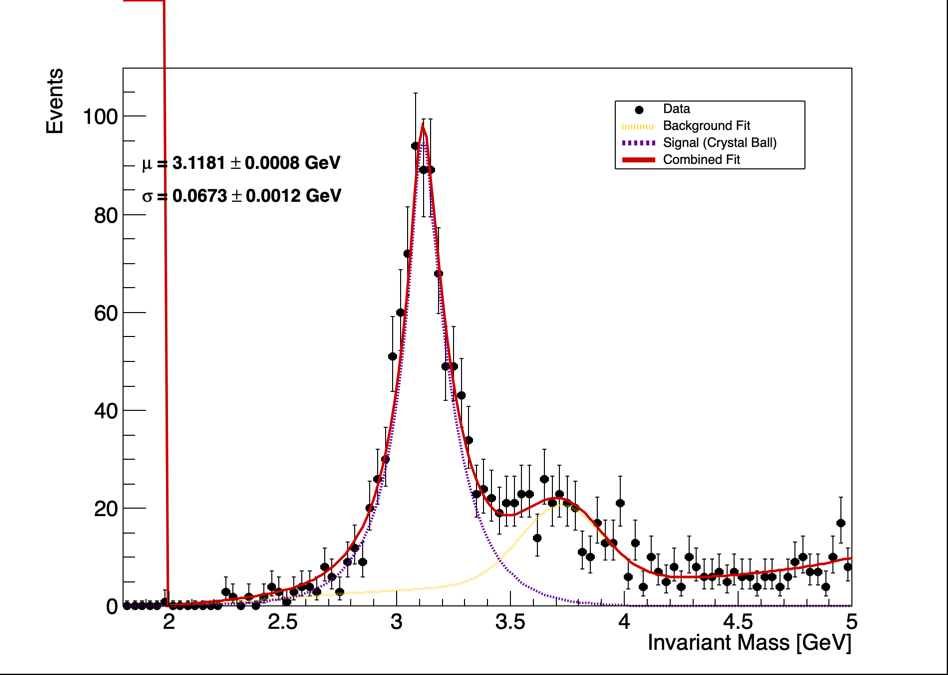 Events
100
80
60
40
20
0
μ = 3.1181 ± 0.0008 GeV
σ = 0.0673 ± 0.0012 GeV
Data
Background Fit
Signal (Crystal Ball)
Combined Fit
2 2.5 3 3.5 4 4.5 5
Invariant Mass [GeV]